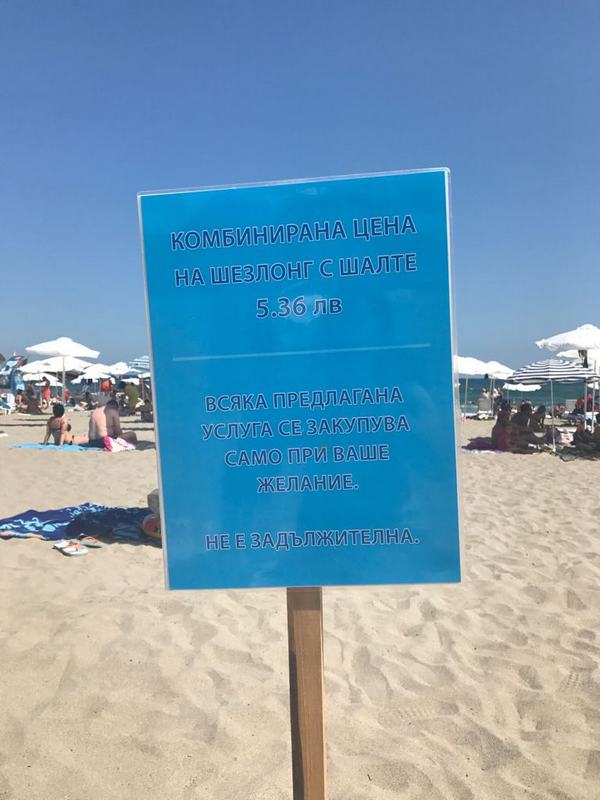 КОМБИНИРАНА ЦЕНА
НА ШЕЗЛОНГ С ШАЛТЕ
5.36 лв
ВСЯКА ПРЕДЛАГАНА
УСЛУГА СЕ ЗАКУПУВА
САМО ПРИ ВАШЕ
ЖЕЛАНИЕ.
НЕ Е ЗАДЪЛЖИТЕЛНА.